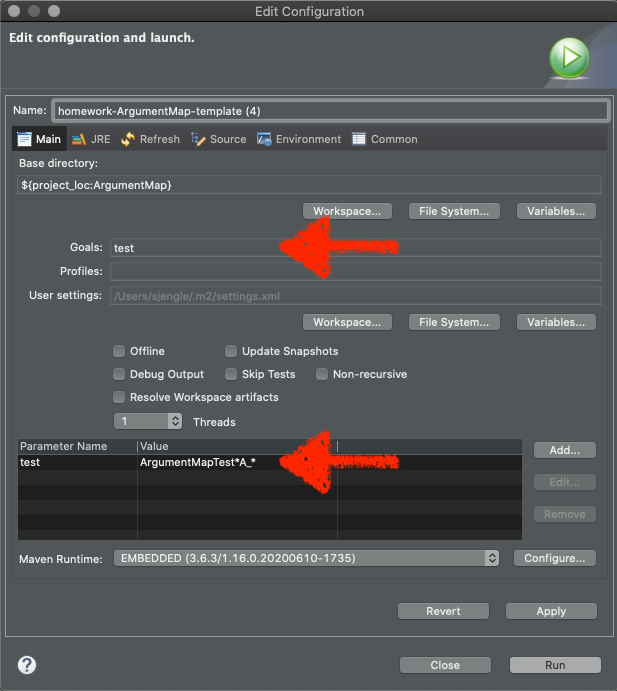 Edit Configuration
Edit configuration and launch.
Name: homework-ArgumentMap-template (4)
Main JRE Refresh Source Environment Common
Base directory:
${project_loc:ArgumentMap}
Workspace... File System... Variables...
Goals: test
Profiles:
User settings: /Users/sjengle/.m2/settings.xml
Workspace... File System... Variables...
Offline Update Snapshots
Debug Output Skip Tests Non-recursive
Resolve Workspace artifacts
1 Threads
Parameter Name Value
Add...
test ArgumentMapTest*A_*
Edit...
Remove
Maven Runtime: EMBEDDED (3.6.3/1.16.0.20200610-1735) Configure...
Revert Apply
? Close Run